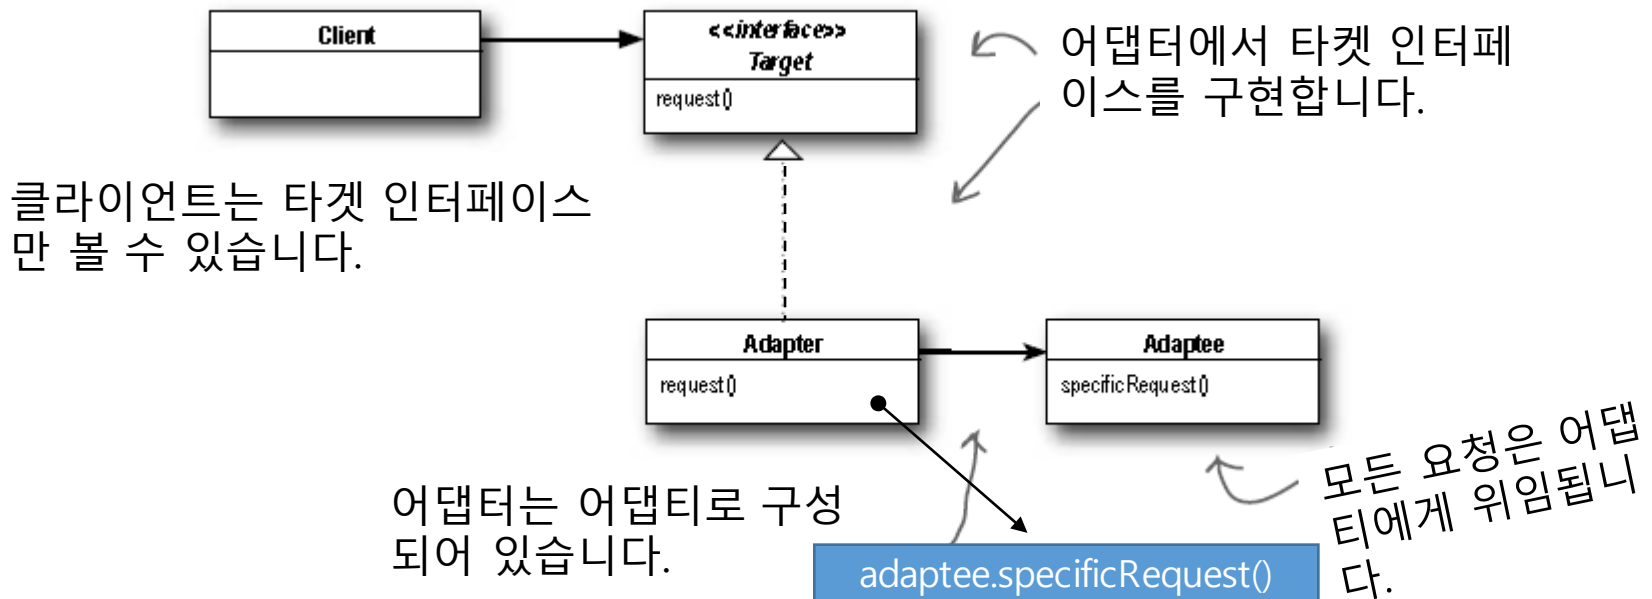 Client
<<interface>>
Target
request()
어댑터에서 타켓 인터페
이스를 구현합니다.
클라이언트는 타겟 인터페이스
만 볼 수 있습니다.
Adapter
request()
Adaptee
specificRequest()
어댑터는 어댑티로 구성
되어 있습니다.
모든 요청은 어댑
티에게 위임됩니
다.
adaptee.specificRequest()